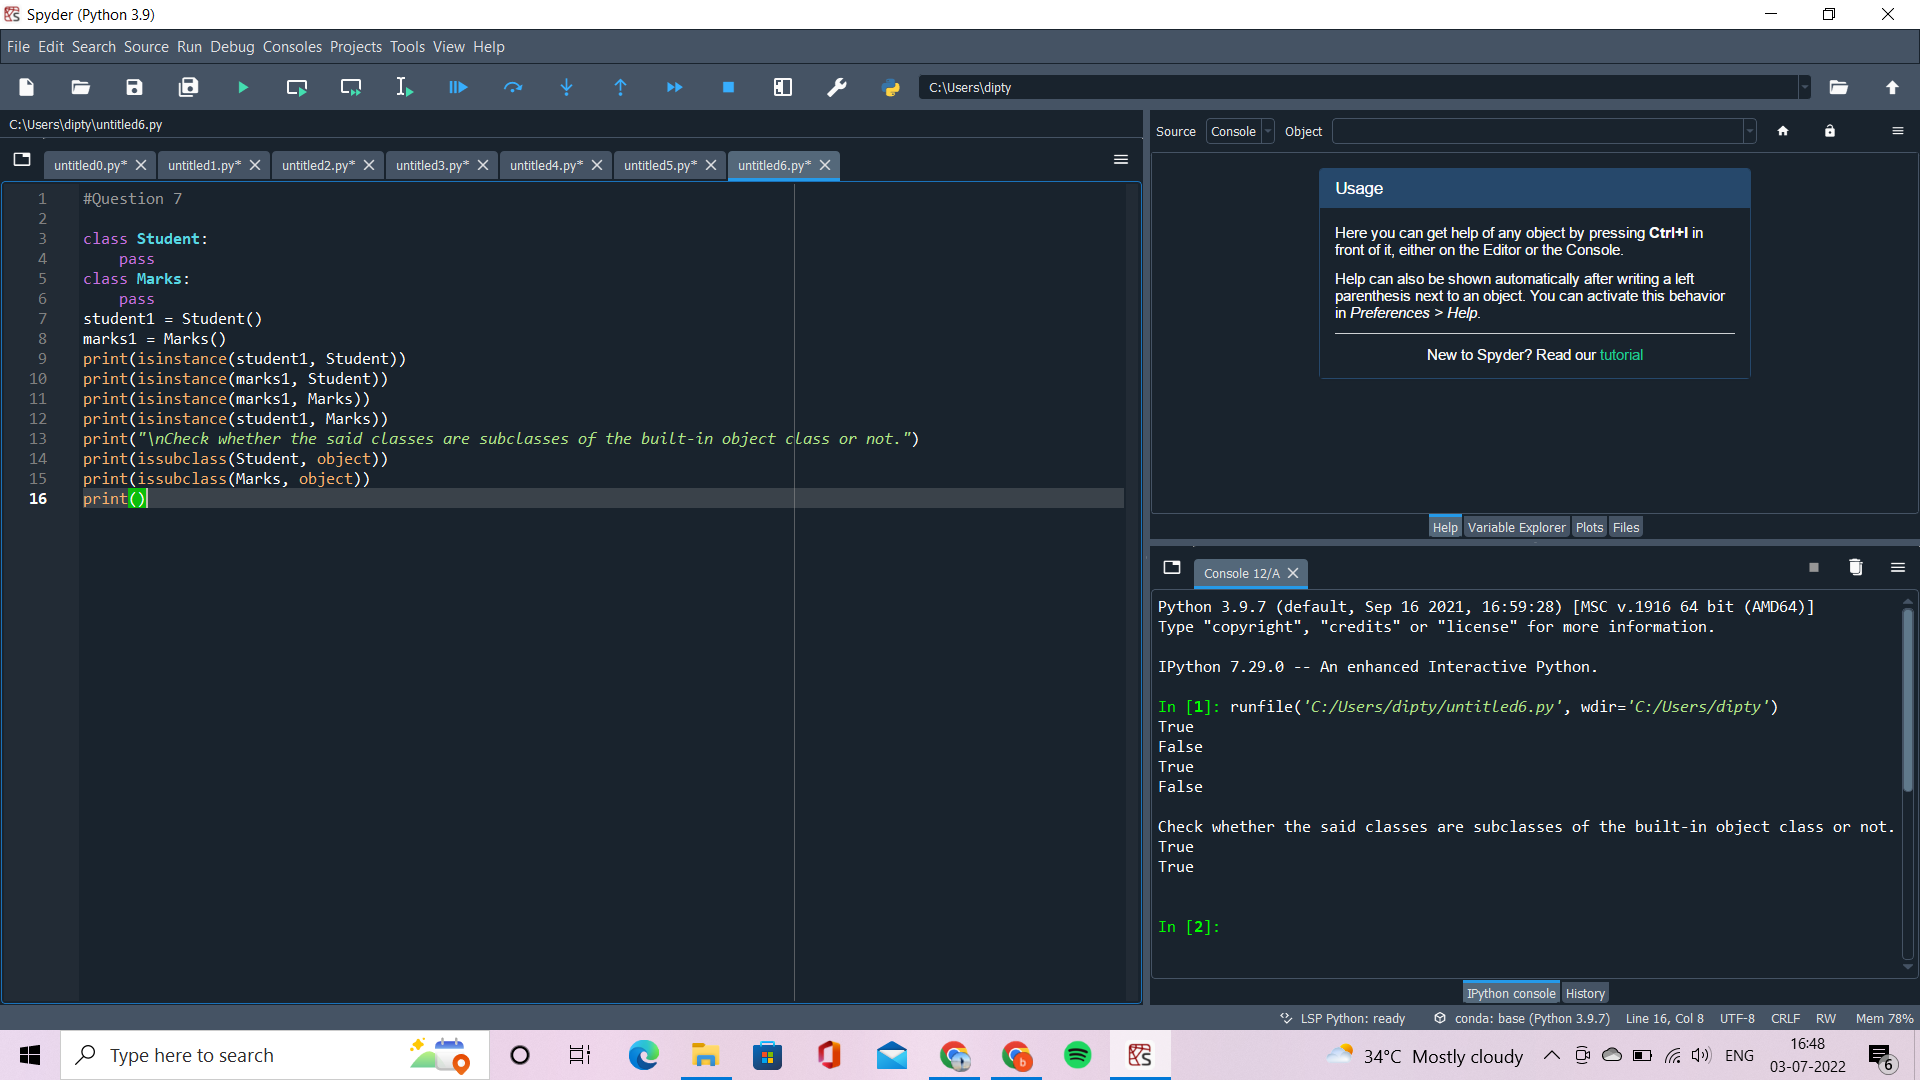 Spyder (Python 3.9)
File Edit Search Source Run Debug Consoles Projects Tools View Help
C:\Users\dipty
C:\Users\dipty\untitled6.py
untitled0.py* untitled1.py* untitled2.py* untitled3.py* untitled4.py* untitled5.py* untitled6.py*
1 #Question 7
2
3 class Student:
4     pass
5 class Marks:
6     pass
7 student1 = Student()
8 marks1 = Marks()
9 print(isinstance(student1, Student))
10 print(isinstance(marks1, Student))
11 print(isinstance(marks1, Marks))
12 print(isinstance(student1, Marks))
13 print("\nCheck whether the said classes are subclasses of the built-in object class or not.")
14 print(issubclass(Student, object))
15 print(issubclass(Marks, object))
16 print()
Source Console Object
Usage
Here you can get help of any object by pressing Ctrl+I in
front of it, either on the Editor or the Console.
Help can also be shown automatically after writing a left
parenthesis next to an object. You can activate this behavior
in Preferences > Help.
New to Spyder? Read our tutorial
Help Variable Explorer Plots Files
Console 12/A
Python 3.9.7 (default, Sep 16 2021, 16:59:28) [MSC v.1916 64 bit (AMD64)]
Type "copyright", "credits" or "license" for more information.
IPython 7.29.0 -- An enhanced Interactive Python.
In [1]: runfile('C:/Users/dipty/untitled6.py', wdir='C:/Users/dipty')
True
False
True
False
Check whether the said classes are subclasses of the built-in object class or not.
True
True
In [2]:
IPython console History
LSP Python: ready conda: base (Python 3.9.7) Line 16, Col 8 UTF-8 CRLF RW Mem 78%
Type here to search
34°C Mostly cloudy ENG
16:48
03-07-2022
6